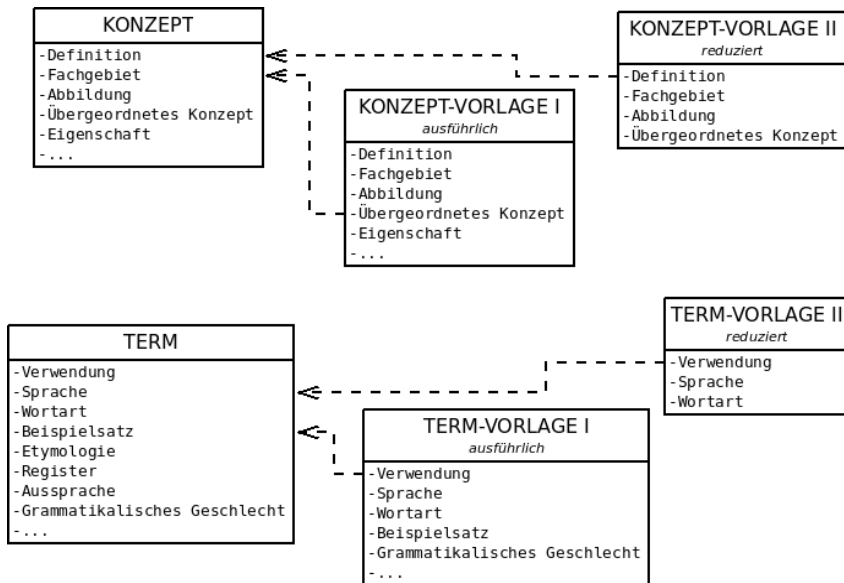 KONZEPT
-Definition
-Fachgebiet
-Abbildung
-Übergeordnetes Konzept
-Eigenschaft
-...
KONZEPT-VORLAGE I
ausführlich
-Definition
-Fachgebiet
-Abbildung
-Übergeordnetes Konzept
-Eigenschaft
-...
KONZEPT-VORLAGE II
reduziert
-Definition
-Fachgebiet
-Abbildung
-Übergeordnetes Konzept
TERM
-Verwendung
-Sprache
-Wortart
-Beispielsatz
-Etymologie
-Register
-Aussprache
-Grammatikalisches Geschlecht
-...
TERM-VORLAGE I
ausführlich
-Verwendung
-Sprache
-Wortart
-Beispielsatz
-Grammatikalisches Geschlecht
-...
TERM-VORLAGE II
reduziert
-Verwendung
-Sprache
-Wortart